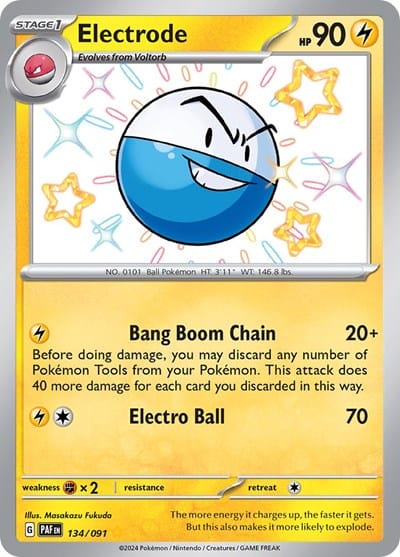 STAGE1
Electrode
HP 90
Evolves from Voltorb
NO. 0101 Ball Pokémon HT: 3'11" WT: 146.8 lbs.
Bang Boom Chain 20+
Before doing damage, you may discard any number of
Pokémon Tools from your Pokémon. This attack does
40 more damage for each card you discarded in this way.
Electro Ball 70
weakness ×2 resistance retreat
Illus. Masakazu Fukuda
G PAF EN 134/091
The more energy it charges up, the faster it gets.
But this also makes it more likely to explode.
©2024 Pokémon / Nintendo / Creatures / GAME FREAK